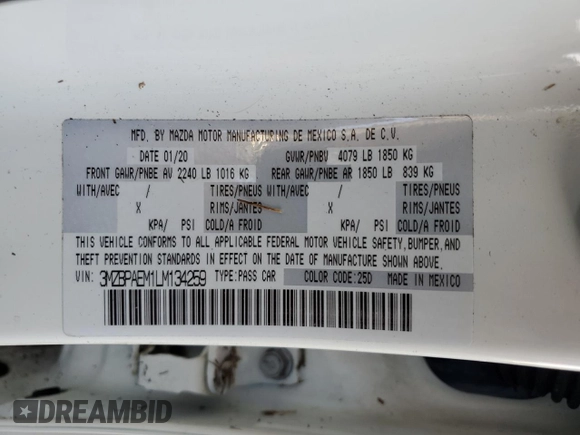 MFD. BY MAZDA MOTOR MANUFACTURING DE MEXICO S.A. DE C.V.
DATE 01/20 GVWR/PNBV 4079 LB 1850 KG
FRONT GAWR/PNBE AV 2240 LB 1016 KG REAR GAWR/PNBE AR 1850 LB 839 KG
WITH/AVEC / TIRES/PNEUS WITH/AVEC / TIRES/PNEUS
X RIMS/JANTES X RIMS/JANTES
KPA/ PSI COLD/A FROID KPA/ PSI COLD/A FROID
THIS VEHICLE CONFORMS TO ALL APPLICABLE FEDERAL MOTOR VEHICLE SAFETY, BUMPER, AND
THEFT PREVENTION STANDARDS IN EFFECT ON THE DATE OF MANUFACTURE SHOWN ABOVE.
VIN: 3MZBPAEM1LM134259 TYPE: PASS CAR COLOR CODE: 25D MADE IN MEXICO
DREAMBID